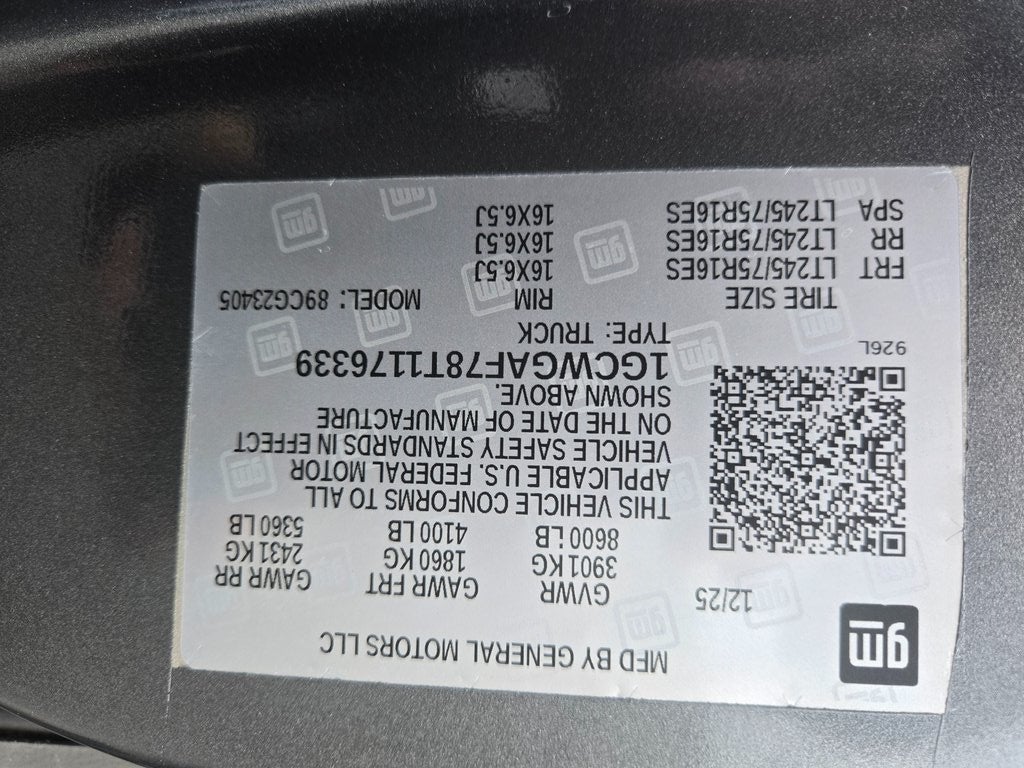 MFD BY GENERAL MOTORS LLC
gm
12/25
GVWR GAWR FRT GAWR RR
3901 KG 1860 KG 2431 KG
8600 LB 4100 LB 5360 LB
THIS VEHICLE CONFORMS TO ALL
APPLICABLE U.S. FEDERAL MOTOR
VEHICLE SAFETY STANDARDS IN EFFECT
ON THE DATE OF MANUFACTURE
SHOWN ABOVE.
1GCWGAF78T1176339
926L
TYPE: TRUCK
TIRE SIZE RIM MODEL: 89CG23405
FRT LT245/75R16ES 16X6.5J
RR LT245/75R16ES 16X6.5J
SPA LT245/75R16ES 16X6.5J